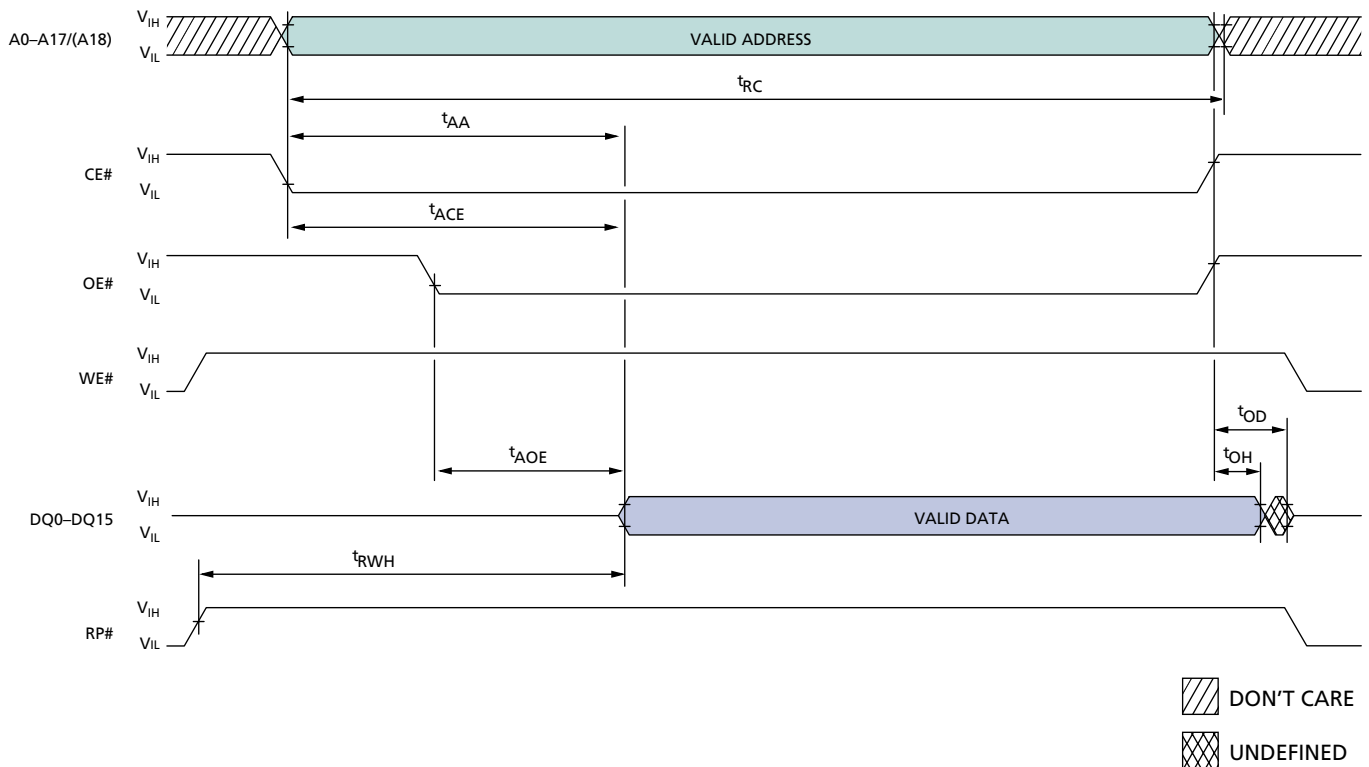 VIH
A0–A17/(A18)
VIL
VALID ADDRESS
tRC
tAA
VIH
CE#
VIL
tACE
VIH
OE#
VIL
VIH
WE#
VIL
tOD
tAOE
tOH
VIH
DQ0–DQ15
VIL
VALID DATA
tRWH
VIH
RP#
VIL
DON'T CARE
UNDEFINED